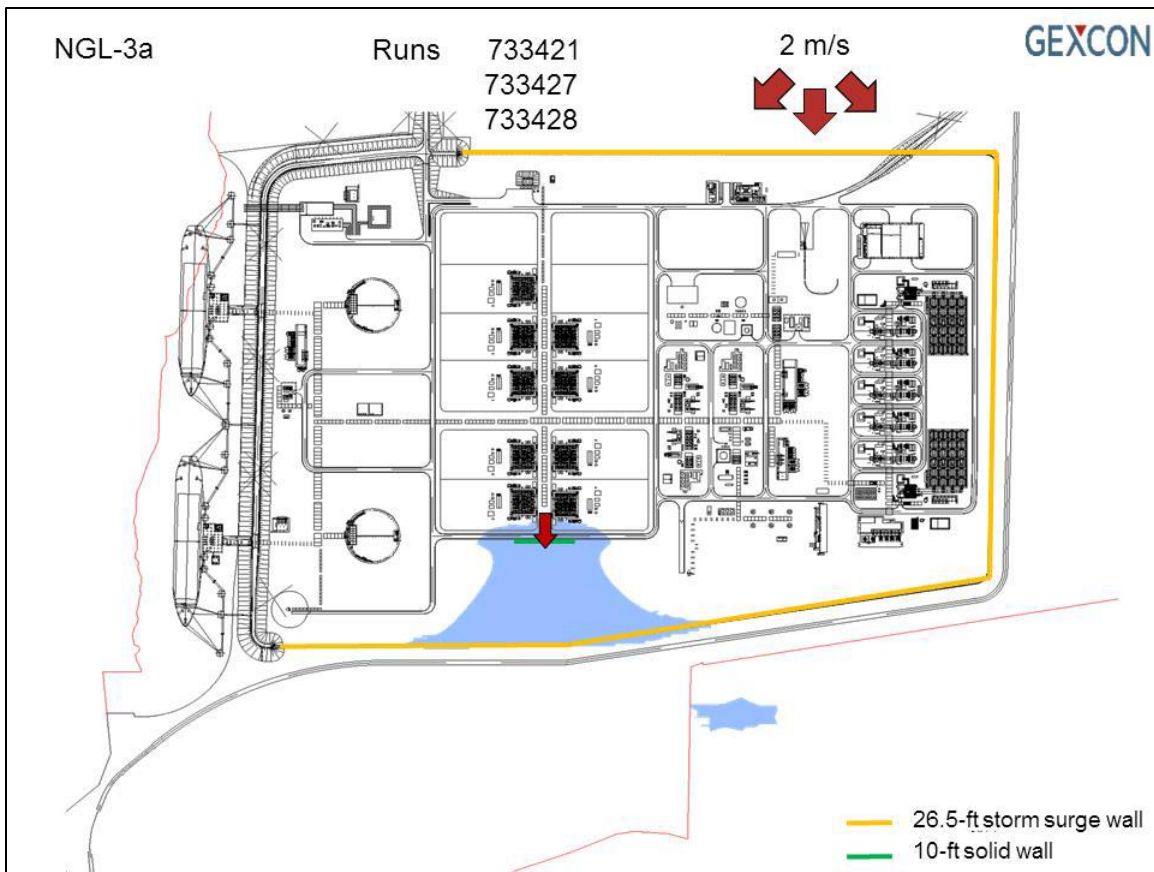 NGL-3a
Runs 733421
733427
733428
2 m/s
GEXCON
26.5-ft storm surge wall
10-ft solid wall